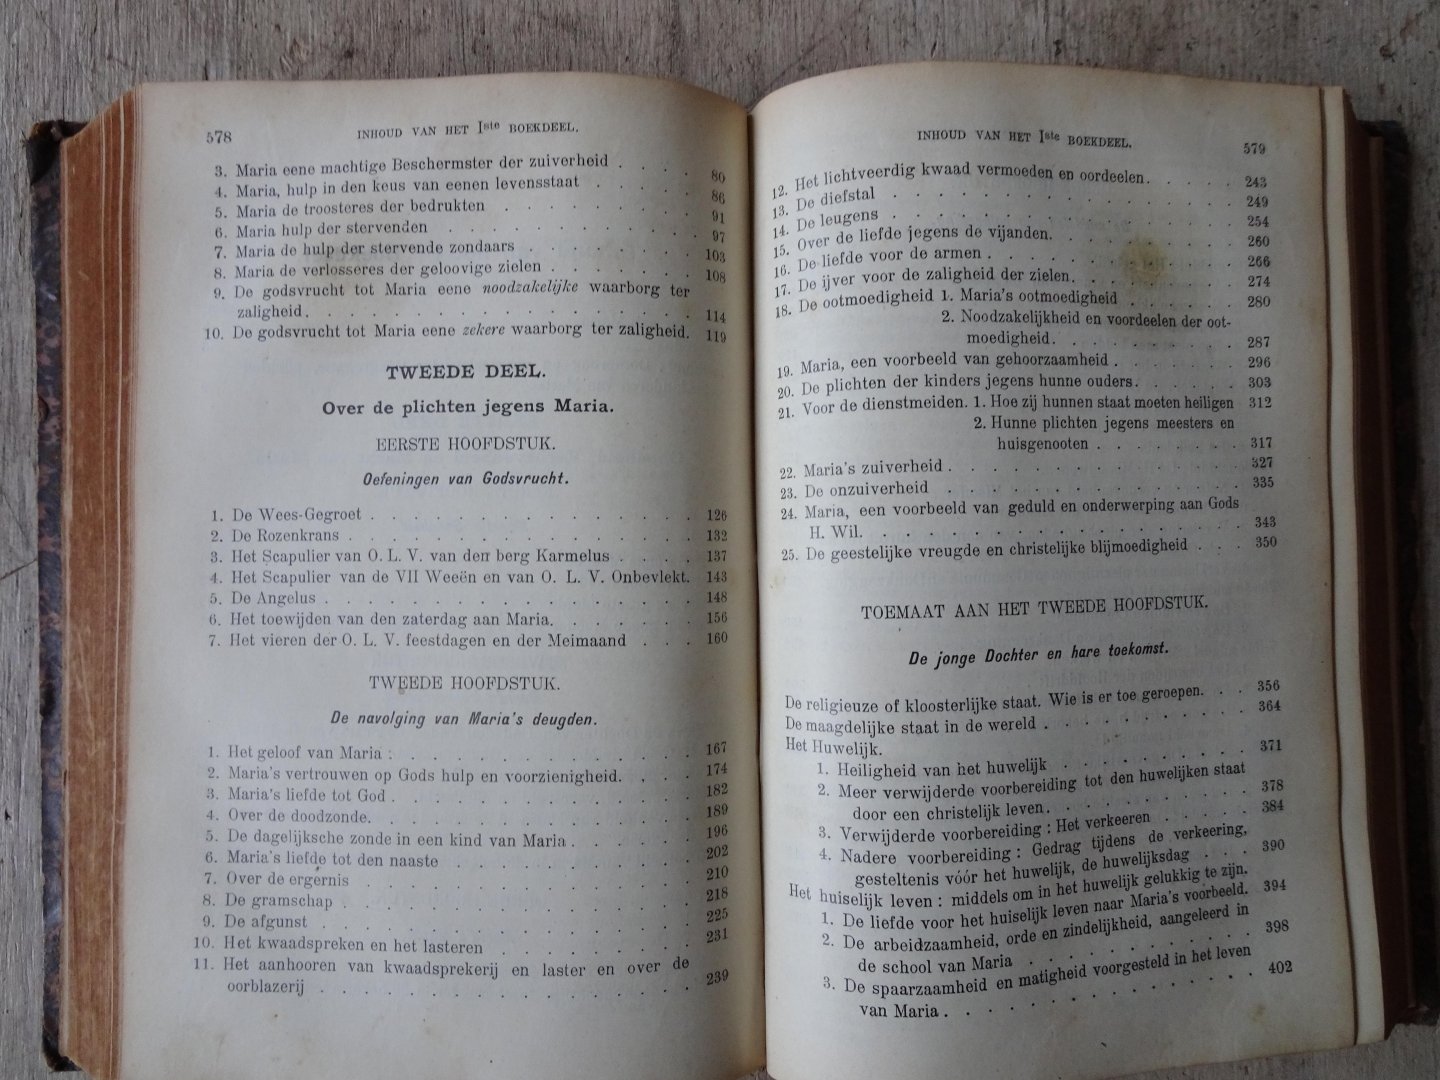 578
INHOUD VAN HET Iste BOEKDEEL.
3. Maria eene machtige Beschermster der zuiverheid . . . 80
4. Maria, hulp in den keus van eenen levensstaat . . . . 86
5. Maria de troosteres der bedrukten . . . . . . . . 91
6. Maria hulp der stervenden . . . . . . . . . . 97
7. Maria de hulp der stervende zondaars . . . . . . . 103
8. Maria de verlosseres der geloovige zielen . . . . . . 108
9. De godsvrucht tot Maria eene noodzakelijke waarborg ter
zaligheid. . . . . . . . . . . . . . . . . 114
10. De godsvrucht tot Maria eene zekere waarborg ter zaligheid. 119
TWEEDE DEEL.
Over de plichten jegens Maria.
EERSTE HOOFDSTUK.
Oefeningen van Godsvrucht.
1. De Wees-Gegroet . . . . . . . . . . . . . 126
2. De Rozenkrans . . . . . . . . . . . . . . 132
3. Het Scapulier van O. L. V. van den berg Karmelus . . . . 137
4. Het Scapulier van de VII Weeën en van O. L. V. Onbevlekt. 143
5. De Angelus . . . . . . . . . . . . . . . 148
6. Het toewijden van den zaterdag aan Maria. . . . . . . 156
7. Het vieren der O. L. V. feestdagen en der Meimaand . . . 160
TWEEDE HOOFDSTUK.
De navolging van Maria's deugden.
1. Het geloof van Maria : . . . . . . . . . . . . 167
2. Maria's vertrouwen op Gods hulp en voorzienigheid. . . . 174
3. Maria's liefde tot God . . . . . . . . . . . . 182
4. Over de doodzonde. . . . . . . . . . . . . 189
5. De dagelijksche zonde in een kind van Maria . . . . . . 196
6. Maria's liefde tot den naaste . . . . . . . . . . 202
7. Over de ergernis . . . . . . . . . . . . . . 210
8. De gramschap . . . . . . . . . . . . . . 218
9. De afgunst . . . . . . . . . . . . . . . 225
10. Het kwaadspreken en het lasteren . . . . . . . . 231
11. Het aanhooren van kwaadsprekerij en laster en over de
oorblazerij . . . . . . . . . . . . . . . 239
INHOUD VAN HET Iste BOEKDEEL.
579
12. Het lichtveerdig kwaad vermoeden en oordeelen. . . . . 243
13. De diefstal . . . . . . . . . . . . . . . 249
14. De leugens . . . . . . . . . . . . . . . 254
15. Over de liefde jegens de vijanden. . . . . . . . . 260
16. De liefde voor de armen . . . . . . . . . . . 266
17. De ijver voor de zaligheid der zielen. . . . . . . . 274
18. De ootmoedigheid 1. Maria's ootmoedigheid . . . . . . 280
2. Noodzakelijkheid en voordeelen der oot-
moedigheid. . . . . . . . . . 287
19. Maria, een voorbeeld van gehoorzaamheid . . . . . . . 296
20. De plichten der kinders jegens hunne ouders. . . . . . 303
21. Voor de dienstmeiden. 1. Hoe zij hunnen staat moeten heiligen 312
2. Hunne plichten jegens meesters en
huisgenooten . . . . . . . . 317
22. Maria's zuiverheid . . . . . . . . . . . . . 327
23. De onzuiverheid . . . . . . . . . . . . . . 335
24. Maria, een voorbeeld van geduld en onderwerping aan Gods
H. Wil. . . . . . . . . . . . . . . . . 343
25. De geestelijke vreugde en christelijke blijmoedigheid . . . 350
TOEMAAT AAN HET TWEEDE HOOFDSTUK.
De jonge Dochter en hare toekomst.
De religieuze of kloosterlijke staat. Wie is er toe geroepen. . . 356
De maagdelijke staat in de wereld . . . . . . . . . . 364
Het Huwelijk.
1. Heiligheid van het huwelijk . . . . . . . . . 371
2. Meer verwijderde voorbereiding tot den huwelijken staat
door een christelijk leven. . . . . . . . . . 378
3. Verwijderde voorbereiding : Het verkeeren . . . . . 384
4. Nadere voorbereiding : Gedrag tijdens de verkeering,
gesteltenis vóór het huwelijk, de huwelijksdag . . . 390
Het huiselijk leven : middels om in het huwelijk gelukkig te zijn.
1. De liefde voor het huiselijk leven naar Maria's voorbeeld. 394
2. De arbeidzaamheid, orde en zindelijkheid, aangeleerd in
de school van Maria . . . . . . . . . . . 398
3. De spaarzaamheid en matigheid voorgesteld in het leven
van Maria . . . . . . . . . . . . . . 402